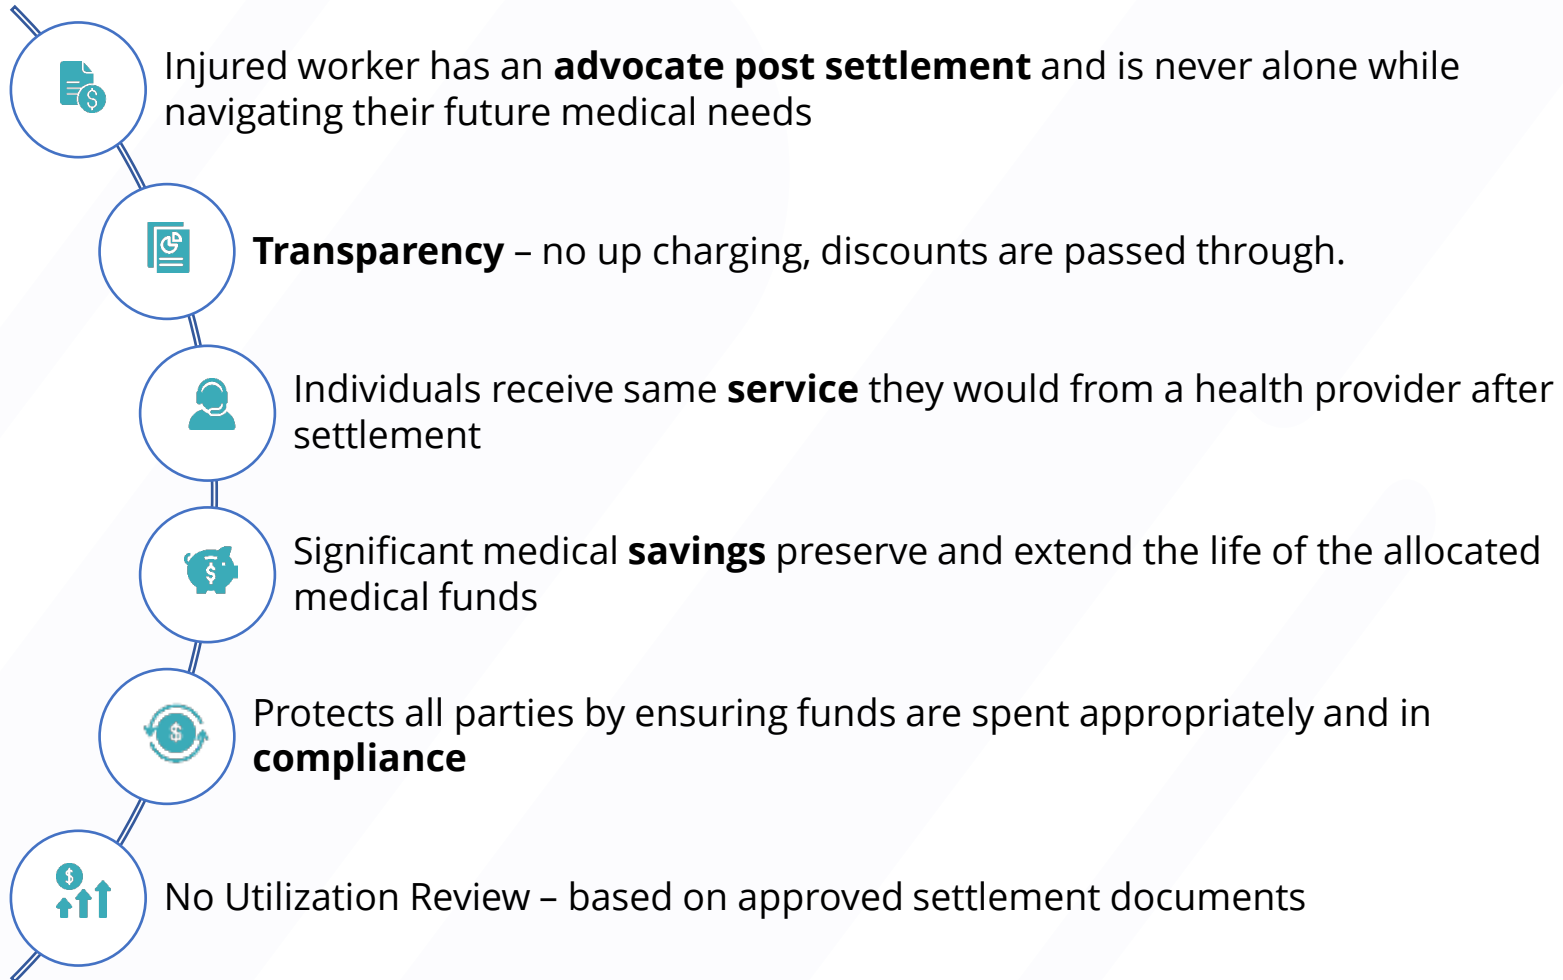 Injured worker has an advocate post settlement and is never alone while
navigating their future medical needs
Transparency – no up charging, discounts are passed through.
Individuals receive same service they would from a health provider after
settlement
Significant medical savings preserve and extend the life of the allocated
medical funds
Protects all parties by ensuring funds are spent appropriately and in
compliance
No Utilization Review – based on approved settlement documents